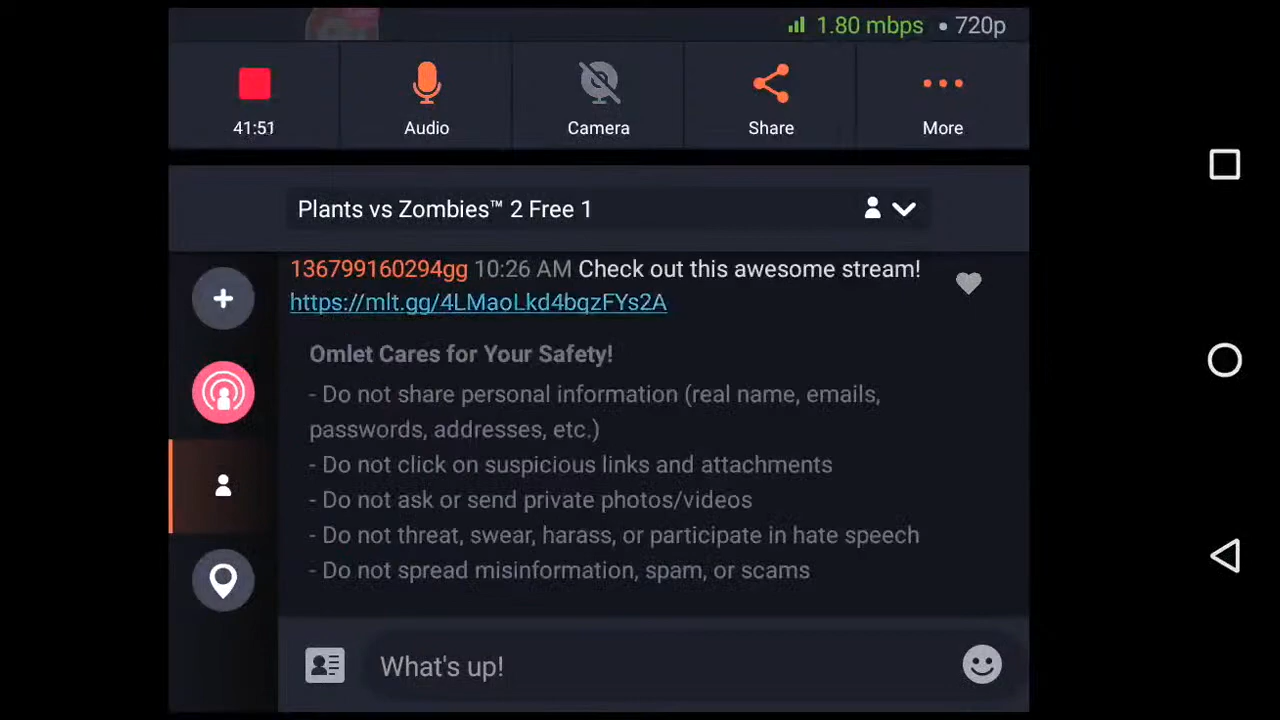 1.80 mbps • 720p
41:51
Audio
Camera
Share
More
Plants vs Zombies™ 2 Free 1
136799160294gg 10:26 AM Check out this awesome stream!
https://mlt.gg/4LMaoLkd4bqzFYs2A
Omlet Cares for Your Safety!
- Do not share personal information (real name, emails,
passwords, addresses, etc.)
- Do not click on suspicious links and attachments
- Do not ask or send private photos/videos
- Do not threat, swear, harass, or participate in hate speech
- Do not spread misinformation, spam, or scams
What's up!